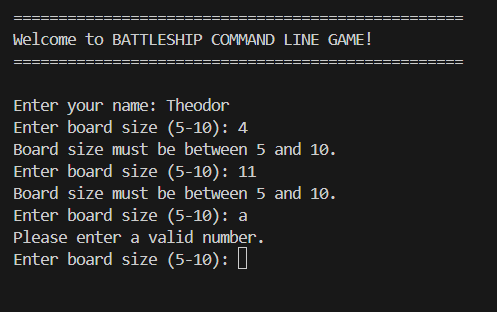 ==================================================
Welcome to BATTLESHIP COMMAND LINE GAME!
==================================================
Enter your name: Theodor
Enter board size (5-10): 4
Board size must be between 5 and 10.
Enter board size (5-10): 11
Board size must be between 5 and 10.
Enter board size (5-10): a
Please enter a valid number.
Enter board size (5-10):